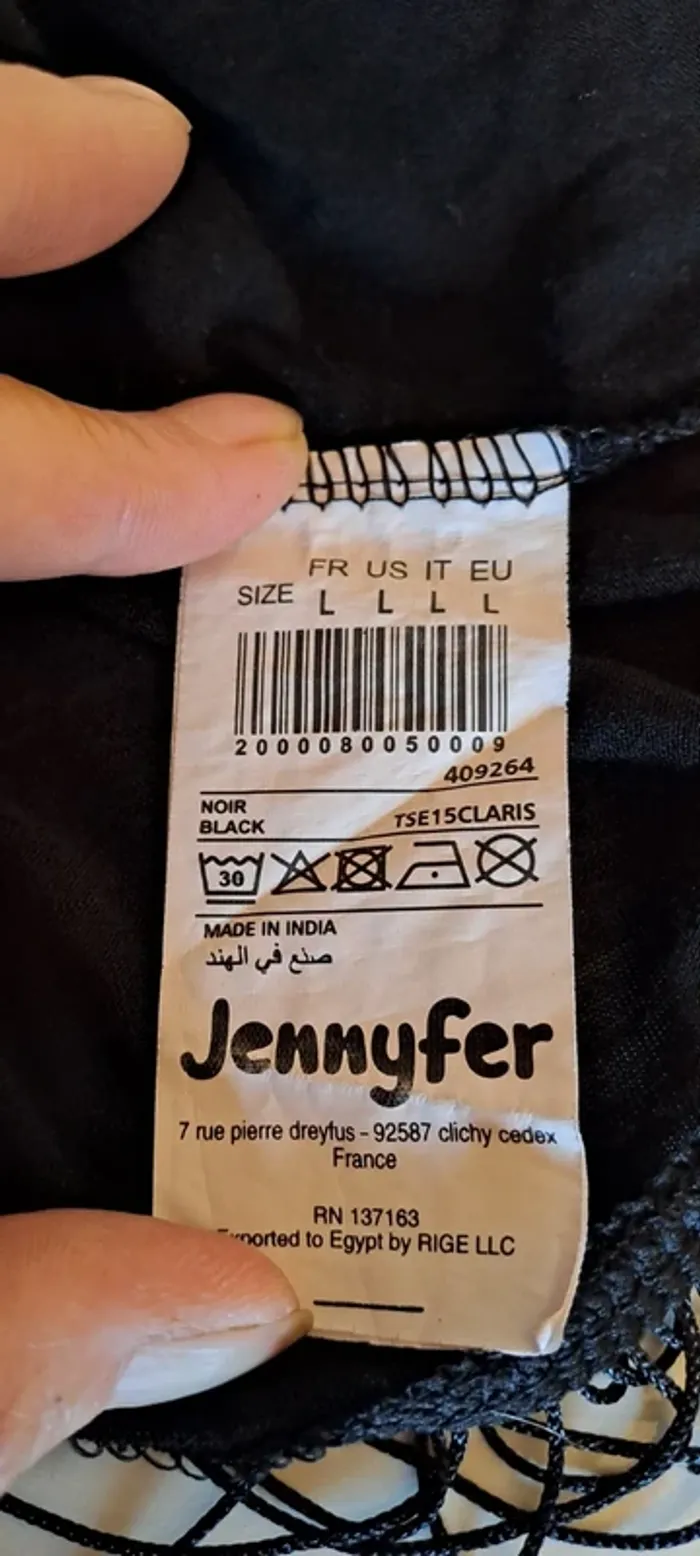 FR US IT EU
SIZE L L L L
2000080050009
409264
NOIR
BLACK
TSE15CLARIS
30
MADE IN INDIA
صنع في الهند
Jennyfer
7 rue pierre dreyfus - 92587 clichy cedex
France
RN 137163
to Egypt by RIGE LLC